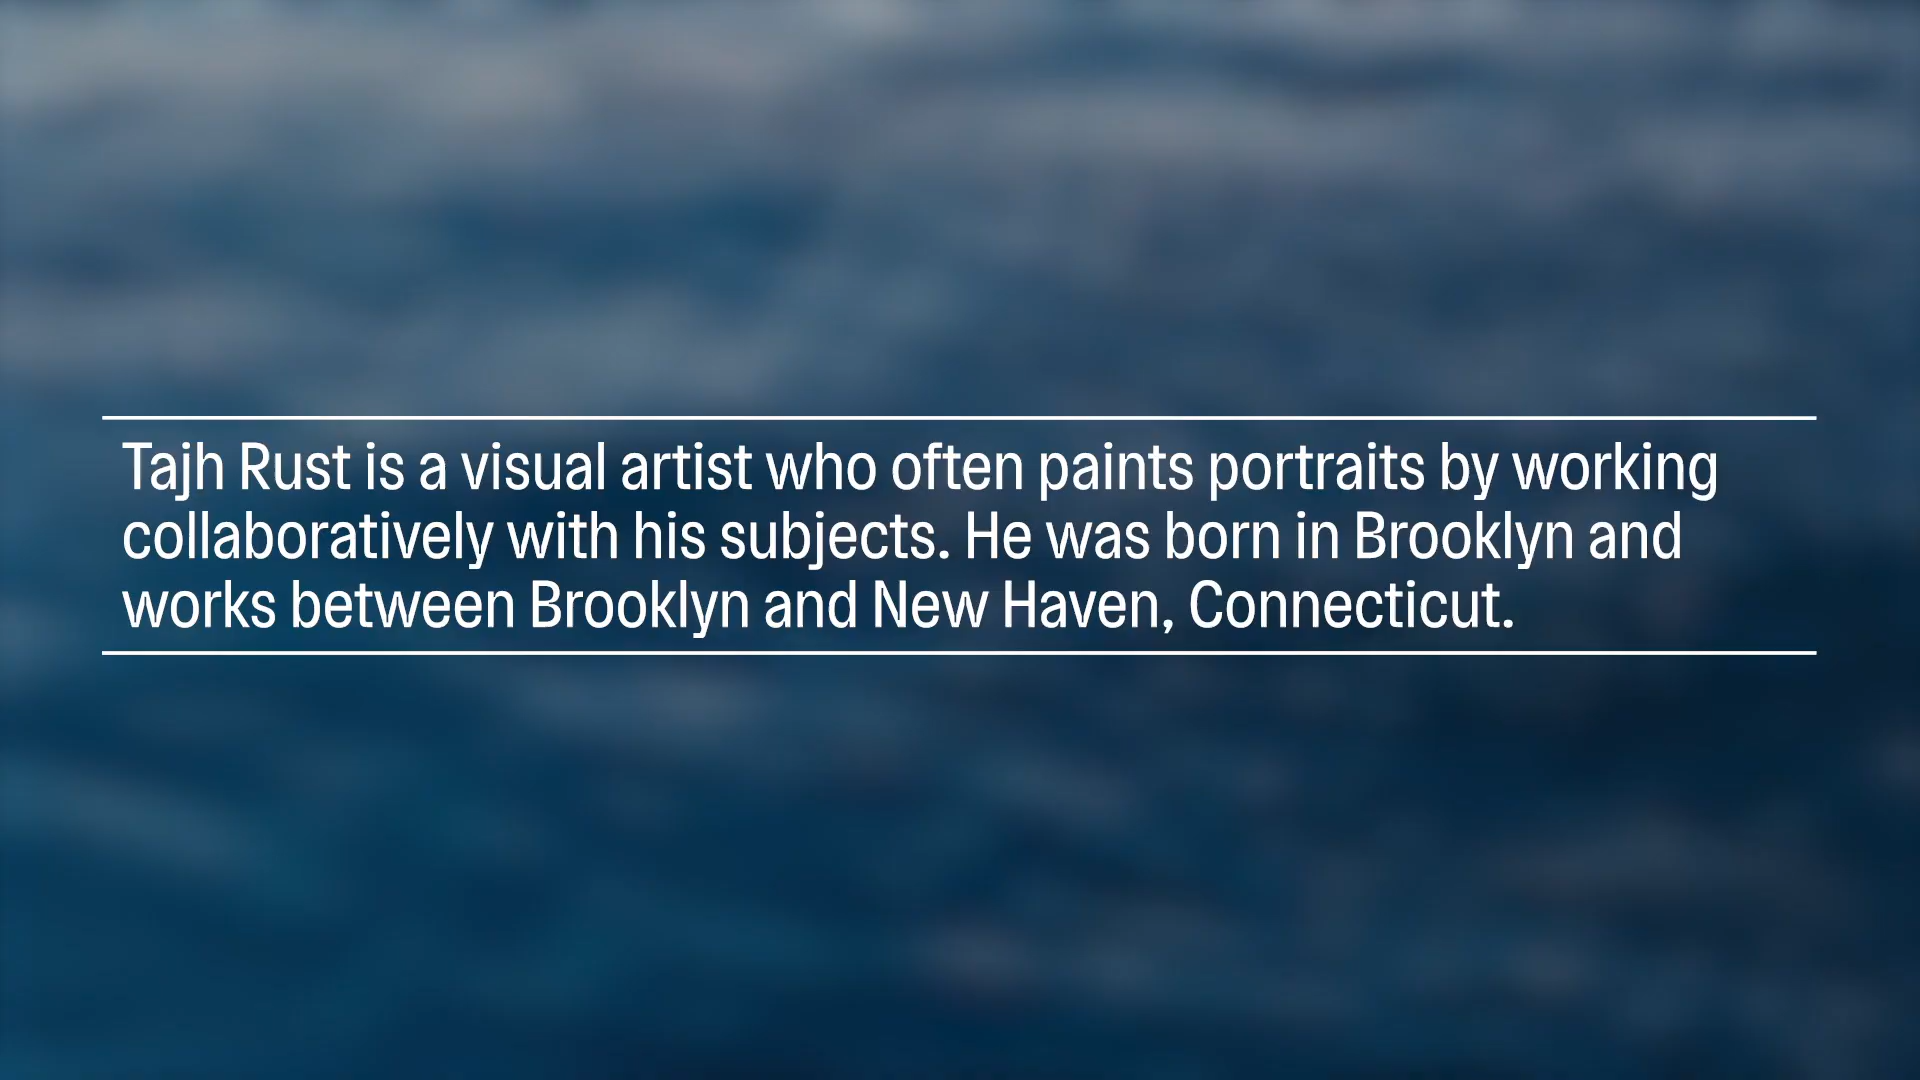 Tajh Rust is a visual artist who often paints portraits by working
collaboratively with his subjects. He was born in Brooklyn and
works between Brooklyn and New Haven, Connecticut.